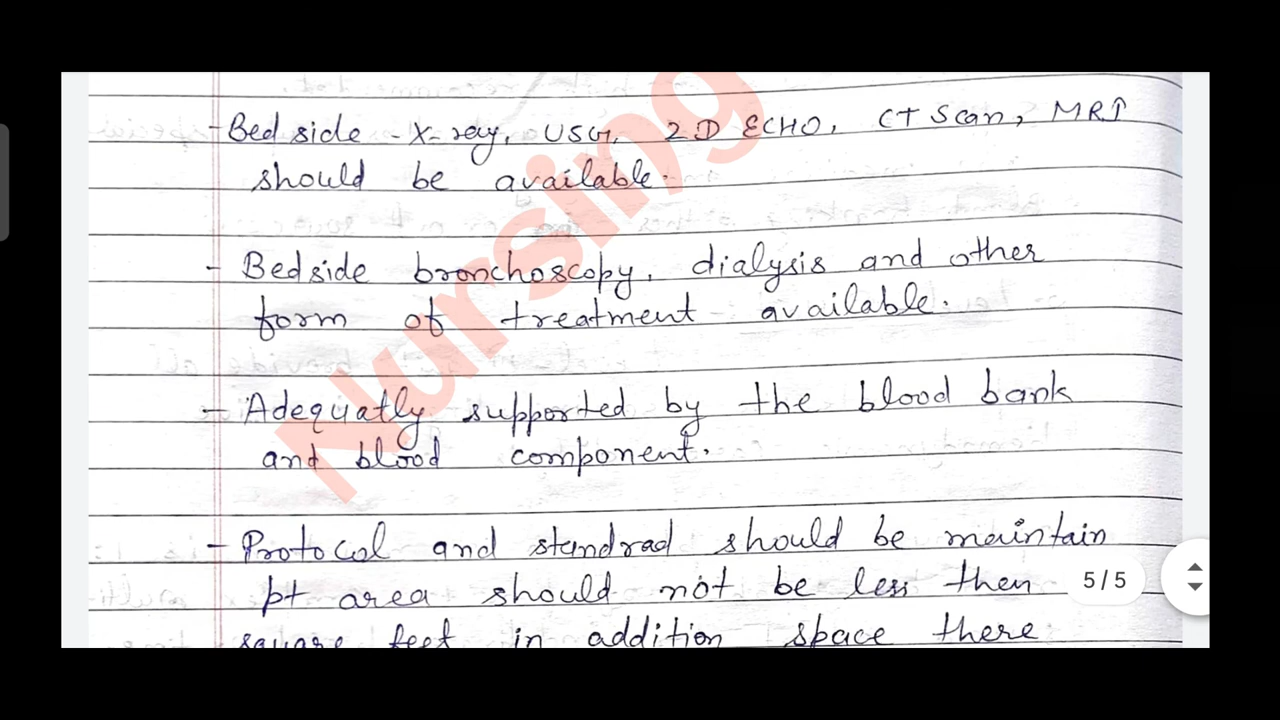 - Bed side - X-ray, USG, 2D ECHO, CT Scan, MRI
should be available.
- Bedside bronchoscopy, dialysis and other
form of treatment available.
- Adequatly supported by the blood bank
and blood component.
- Protocol and standrad should be maintain
pt area should not be less then
square feet in addition space there
5/5
Nursing